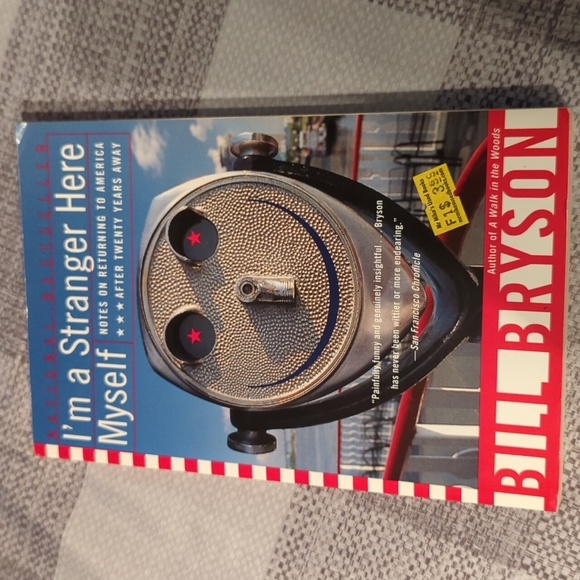 NATIONAL BESTSELLER
I'm a Stranger Here
Myself
NOTES ON RETURNING TO AMERICA
★ ★ ★ AFTER TWENTY YEARS AWAY
"Painfully funny and genuinely insightful. . . . Bryson
has never been wittier or more endearing."
—San Francisco Chronicle
Used Books
Author of A Walk in the Woods
BILL BRYSON